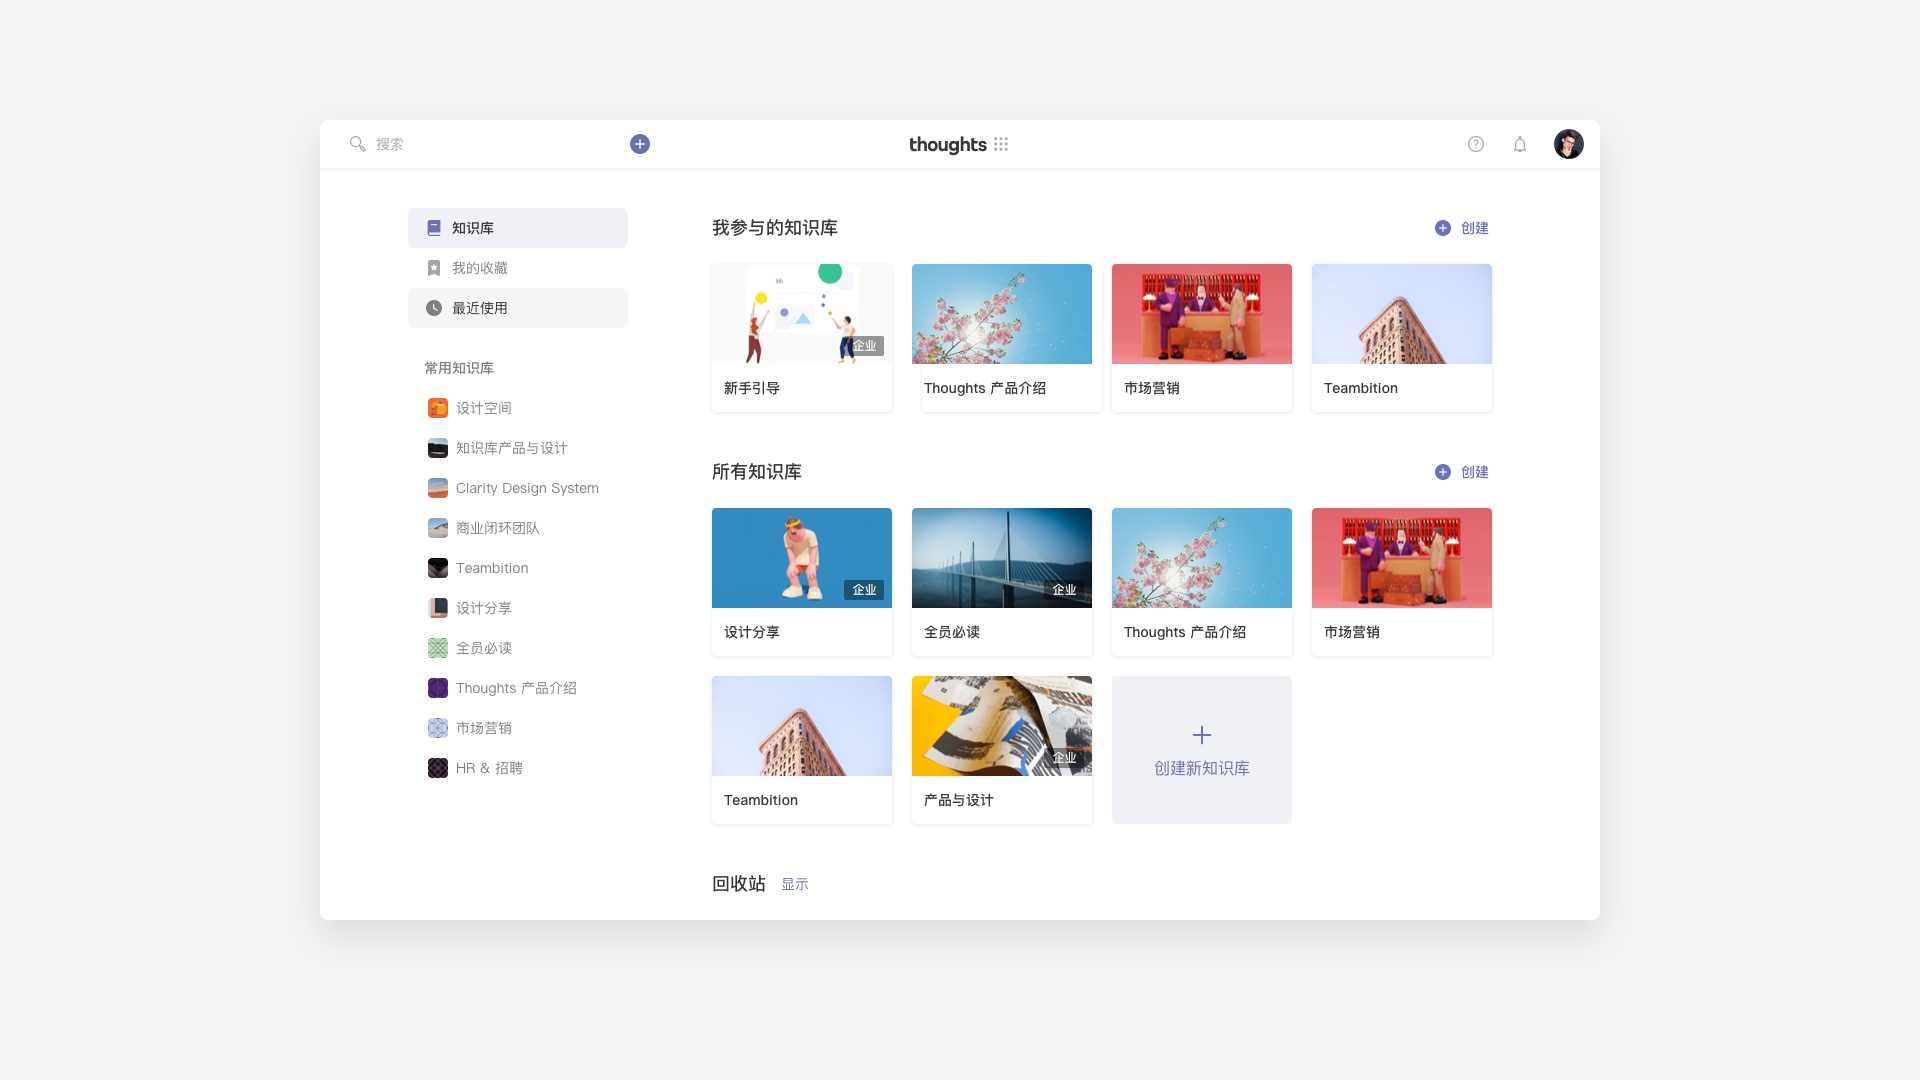 搜索
thoughts
知识库
我的收藏
最近使用
常用知识库
设计空间
知识库产品与设计
Clarity Design System
商业闭环团队
Teambition
设计分享
全员必读
Thoughts 产品介绍
市场营销
HR & 招聘
我参与的知识库
创建
企业
新手引导
Thoughts 产品介绍
市场营销
Teambition
所有知识库
创建
企业
企业
设计分享
全员必读
Thoughts 产品介绍
市场营销
企业
Teambition
产品与设计
创建新知识库
回收站 显示